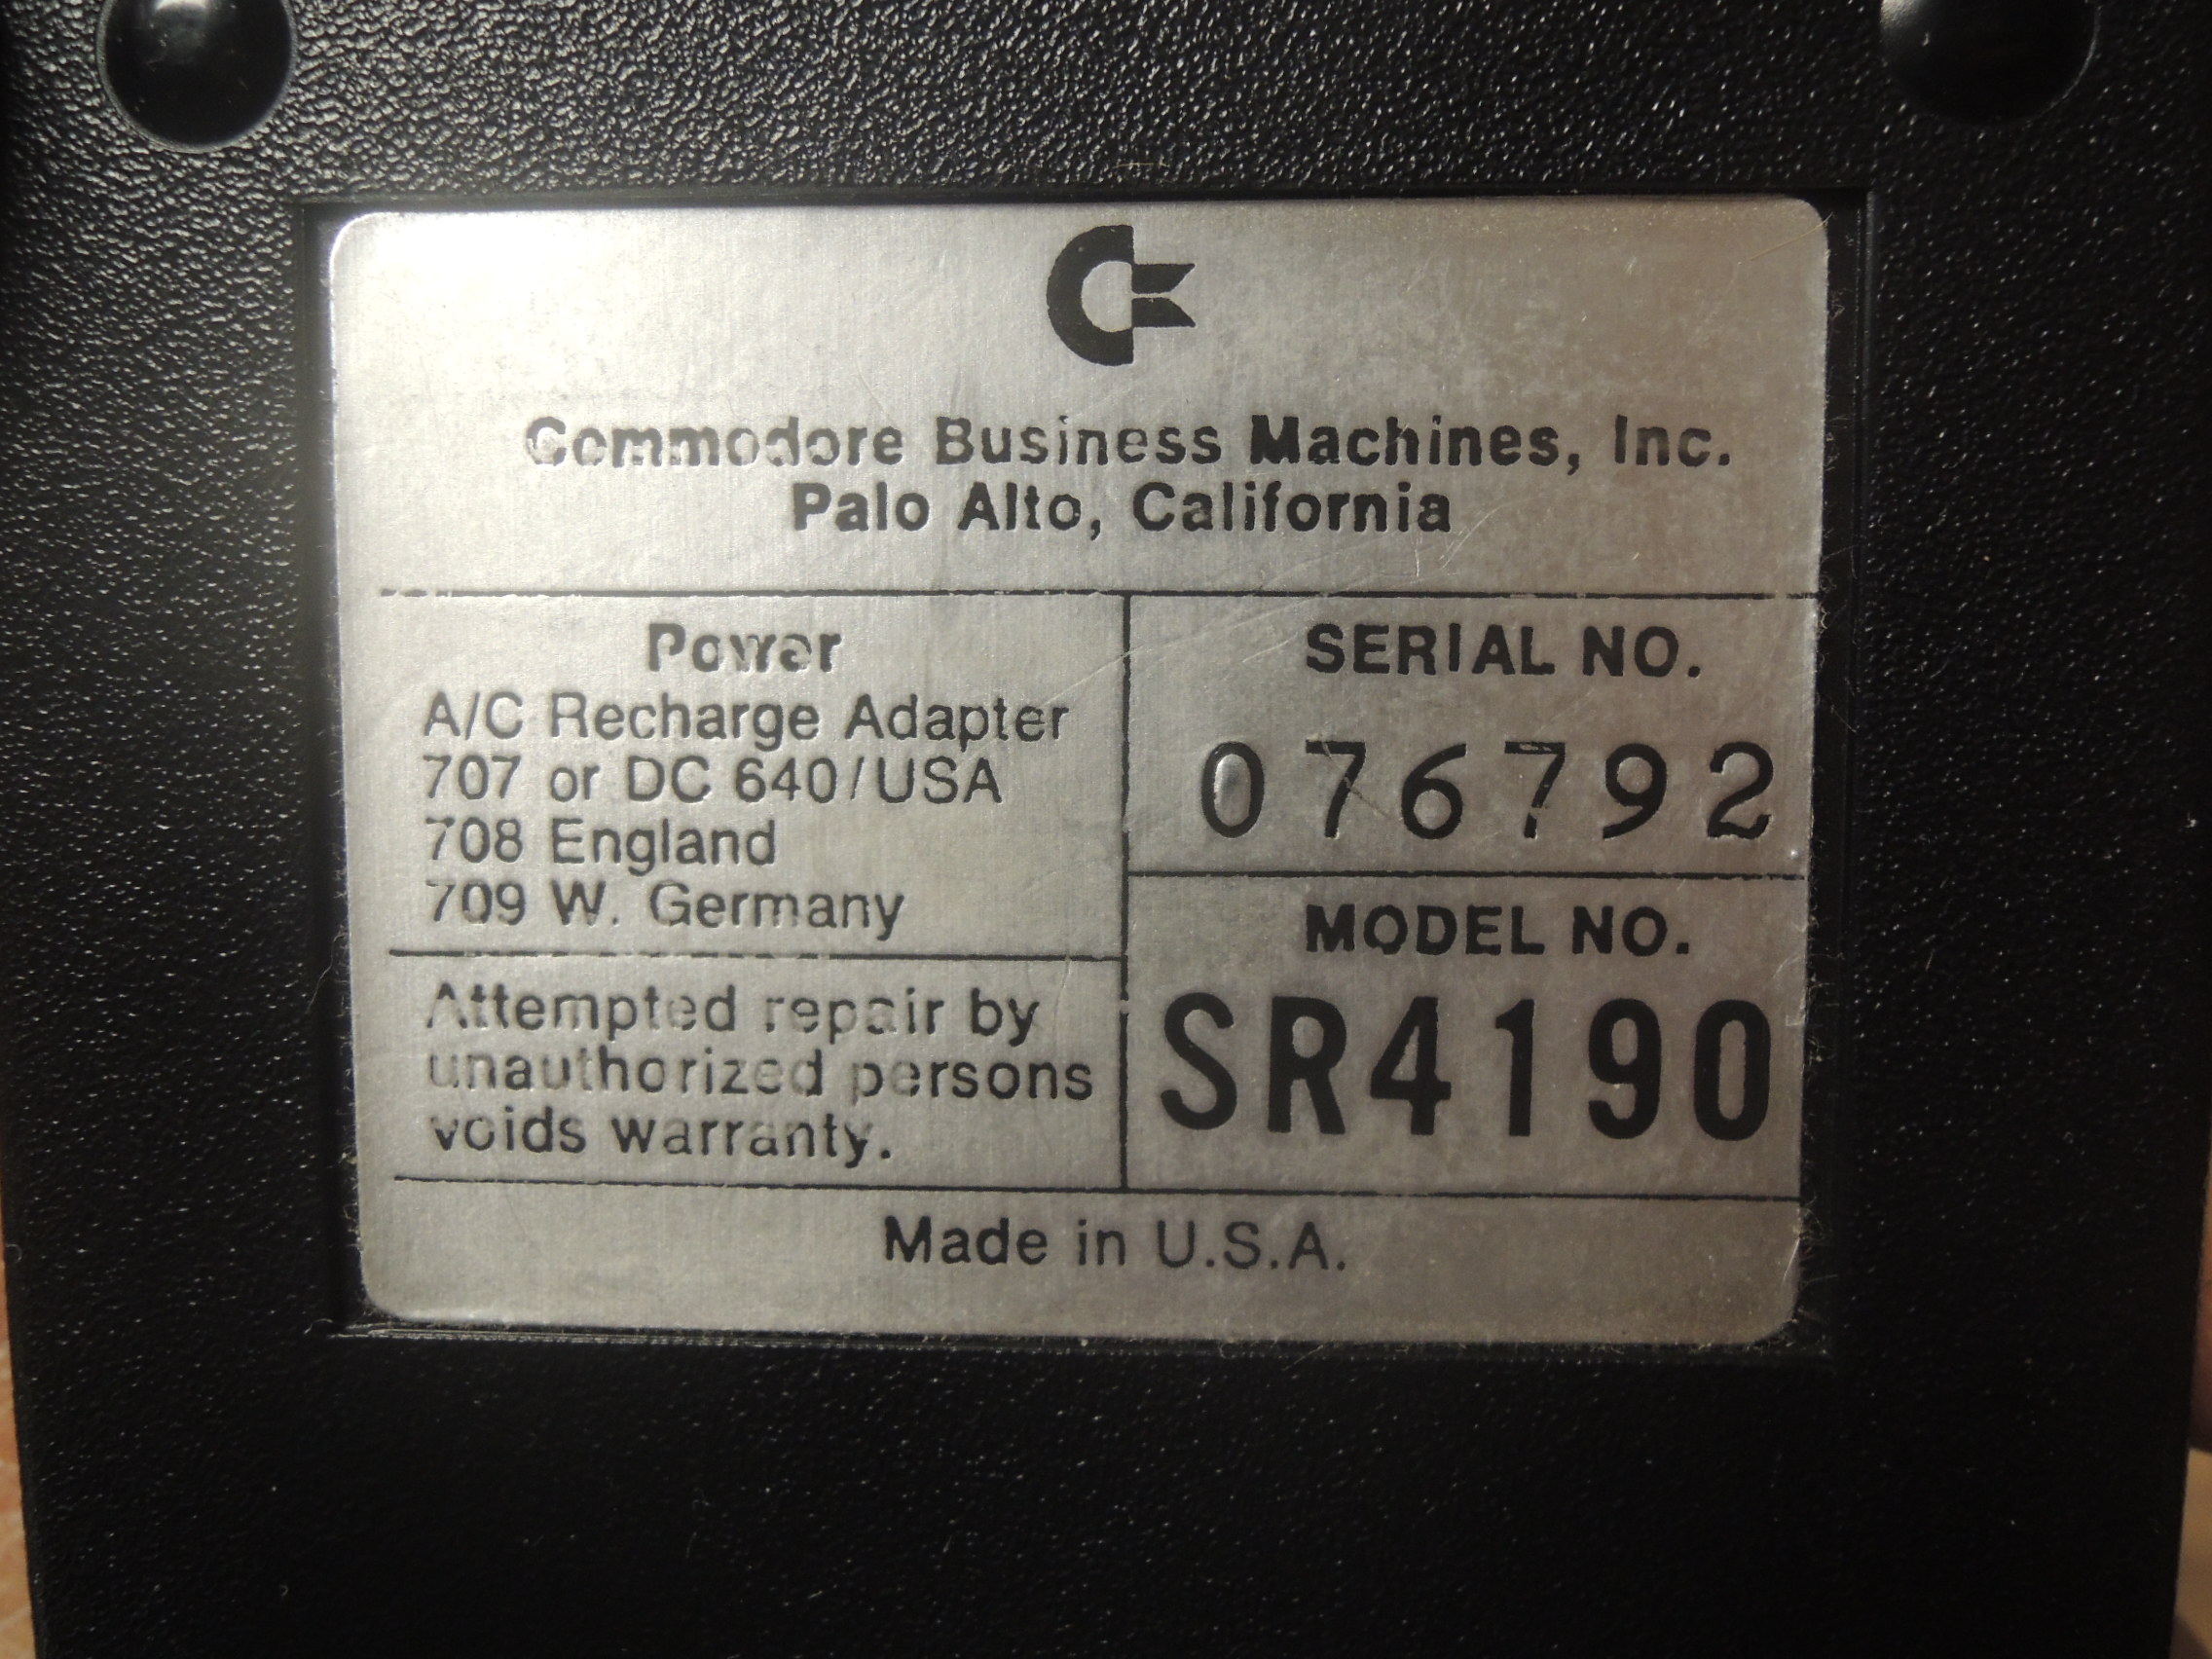 Commodore Business Machines, Inc.
Palo Alto, California
Power
A/C Recharge Adapter
707 or DC 640/USA
708 England
709 W. Germany
Attempted repair by
unauthorized persons
voids warranty.
SERIAL NO.
076792
MODEL NO.
SR4190
Made in U.S.A.